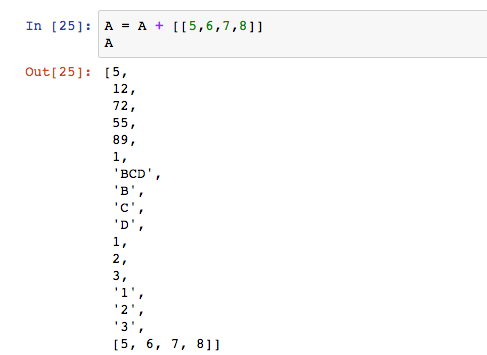 In [25]: A = A + [[5,6,7,8]]
A
Out[25]: [5,
12,
72,
55,
89,
1,
'BCD',
'B',
'C',
'D',
1,
2,
3,
'1',
'2',
'3',
[5, 6, 7, 8]]